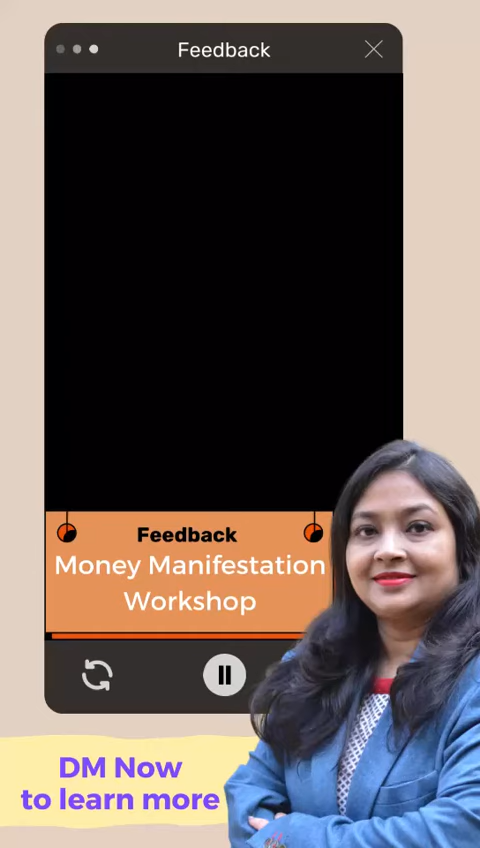 Feedback
Feedback
Money Manifestation
Workshop
DM Now
to learn more